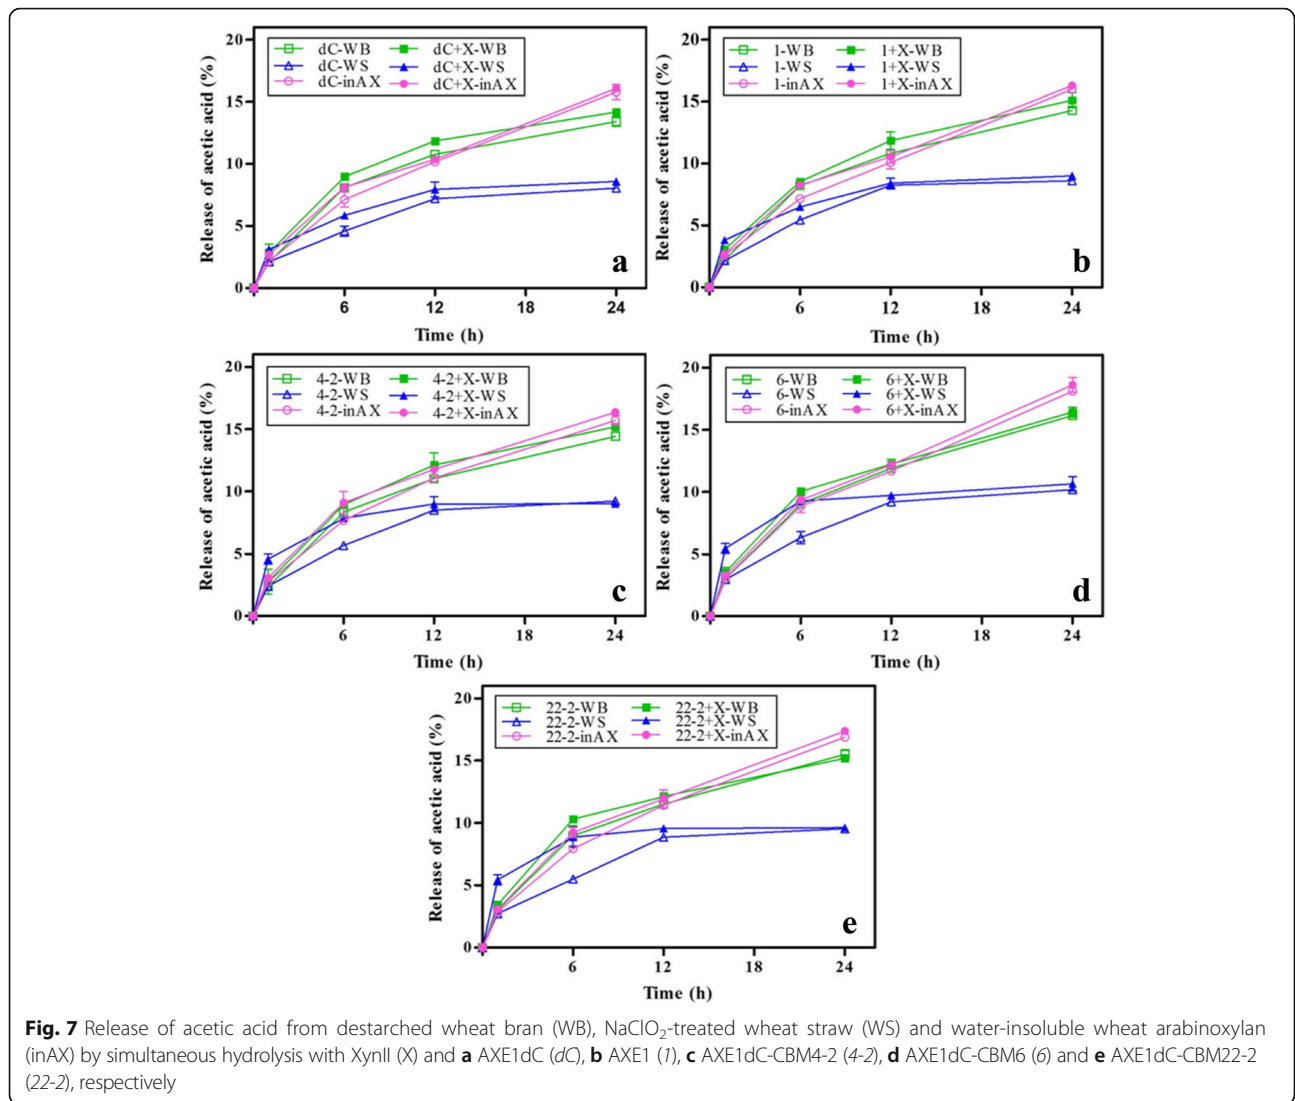 20
15
10
5
0
Release of acetic acid (%)
dC-WB dC+X-WB
dC-WS dC+X-WS
dC-inAX dC+X-inAX
a
6 12 18 24
Time (h)
20
15
10
5
0
Release of acetic acid (%)
1-WB 1+X-WB
1-WS 1+X-WS
1-inAX 1+X-inAX
b
6 12 18 24
Time (h)
20
15
10
5
0
Release of acetic acid (%)
4-2-WB 4-2+X-WB
4-2-WS 4-2+X-WS
4-2-inAX 4-2+X-inAX
c
6 12 18 24
Time (h)
20
15
10
5
0
Release of acetic acid (%)
6-WB 6+X-WB
6-WS 6+X-WS
6-inAX 6+X-inAX
d
6 12 18 24
Time (h)
20
15
10
5
0
Release of acetic acid (%)
22-2-WB 22-2+X-WB
22-2-WS 22-2+X-WS
22-2-inAX 22-2+X-inAX
e
6 12 18 24
Time (h)
Fig. 7 Release of acetic acid from destarched wheat bran (WB), NaClO₂-treated wheat straw (WS) and water-insoluble wheat arabinoxylan
(inAX) by simultaneous hydrolysis with XynII (X) and a AXE1dC (dC), b AXE1 (1), c AXE1dC-CBM4-2 (4-2), d AXE1dC-CBM6 (6) and e AXE1dC-CBM22-2
(22-2), respectively